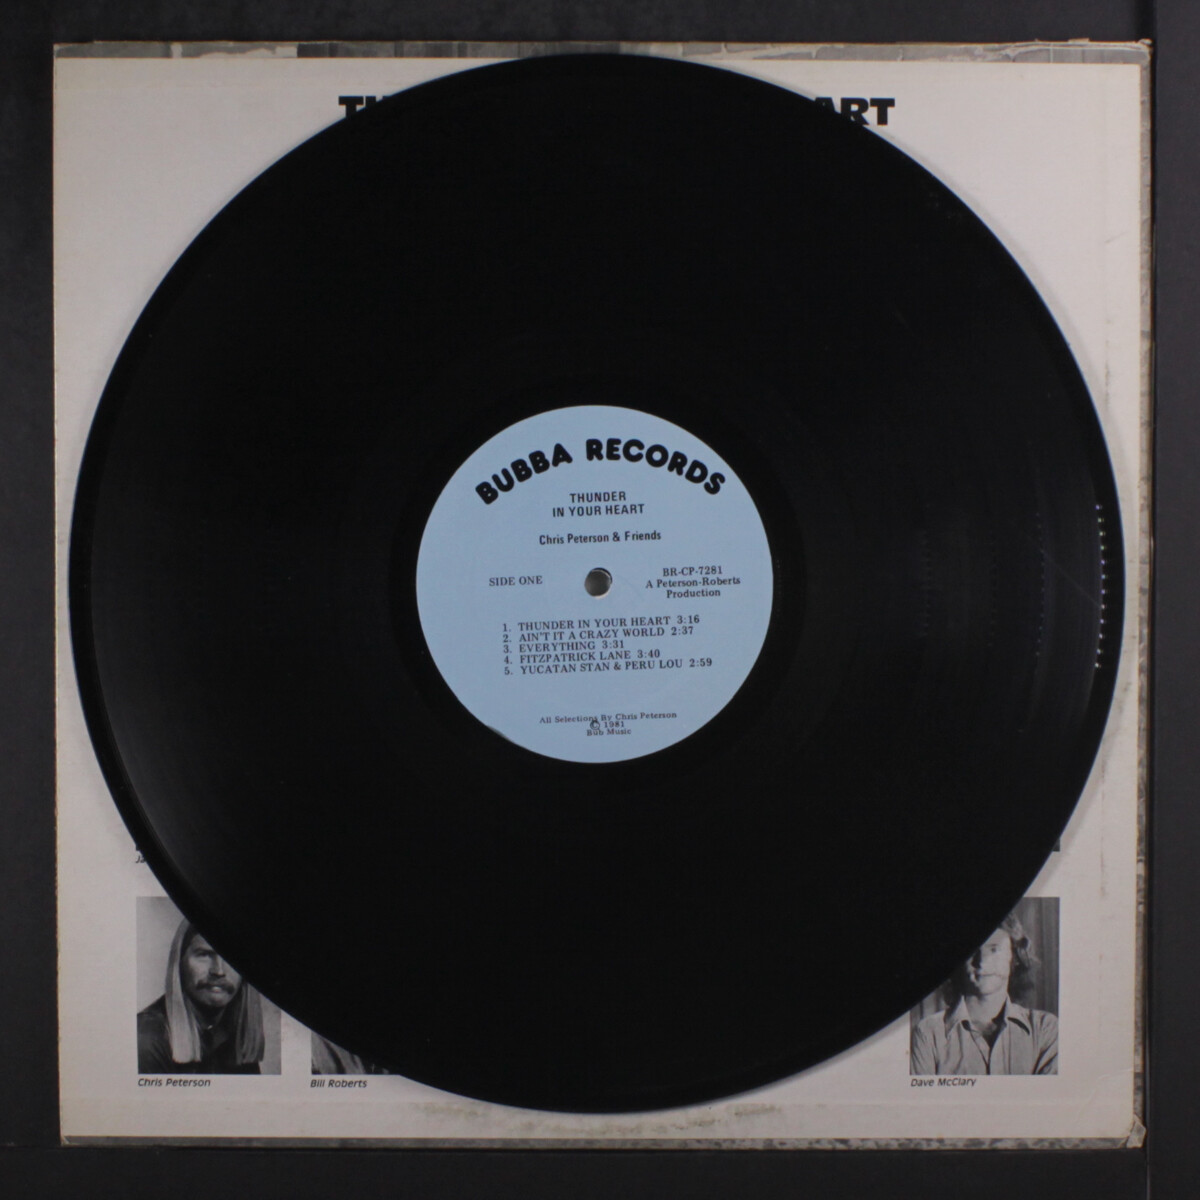 BUBBA RECORDS
THUNDER
IN YOUR HEART
Chris Peterson & Friends
SIDE ONE
BR-CP-7281
A Peterson-Roberts
Production
1. THUNDER IN YOUR HEART 3:16
2. AIN'T IT A CRAZY WORLD 2:37
3. EVERYTHING 3:31
4. FITZPATRICK LANE 3:40
5. YUCATAN STAN & PERU LOU 2:59
All Selections By Chris Peterson
© 1981
Bub Music
Chris Peterson
Bill Roberts
Dave McClary